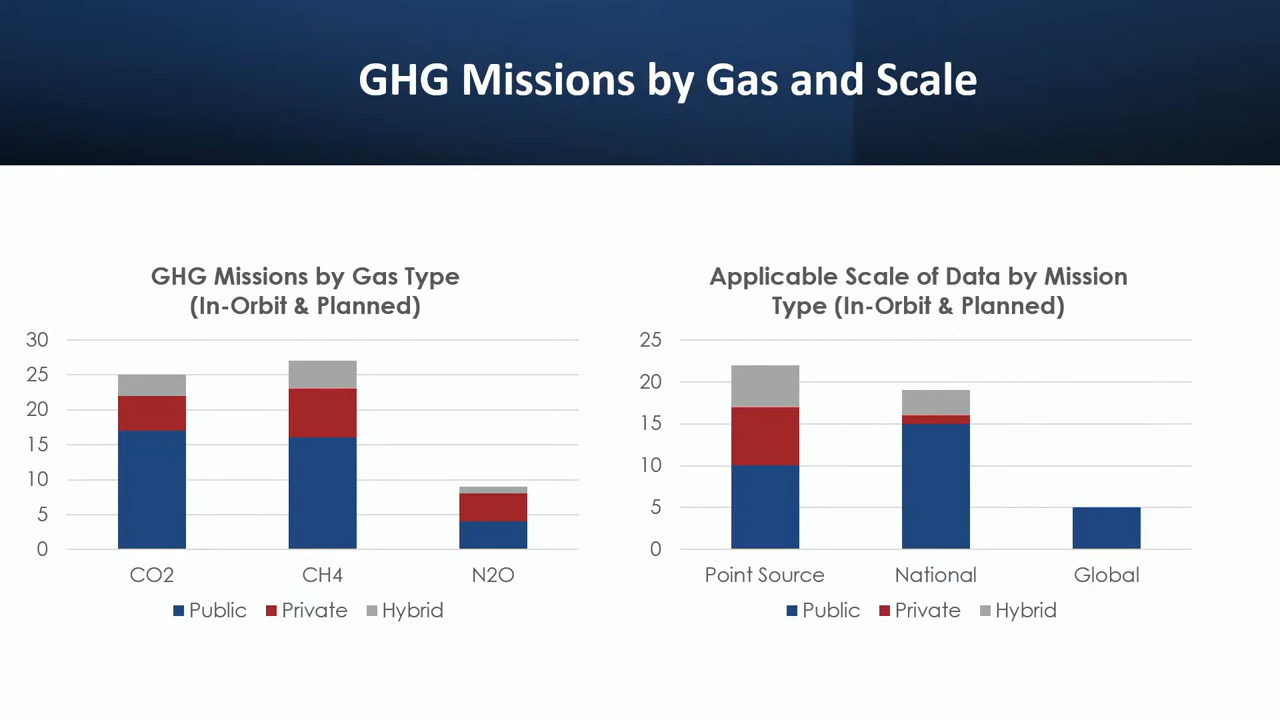 GHG Missions by Gas and Scale
GHG Missions by Gas Type
(In-Orbit & Planned)
30
25
20
15
10
5
0
CO2 CH4 N2O
Public Private Hybrid
Applicable Scale of Data by Mission
Type (In-Orbit & Planned)
25
20
15
10
5
0
Point Source National Global
Public Private Hybrid